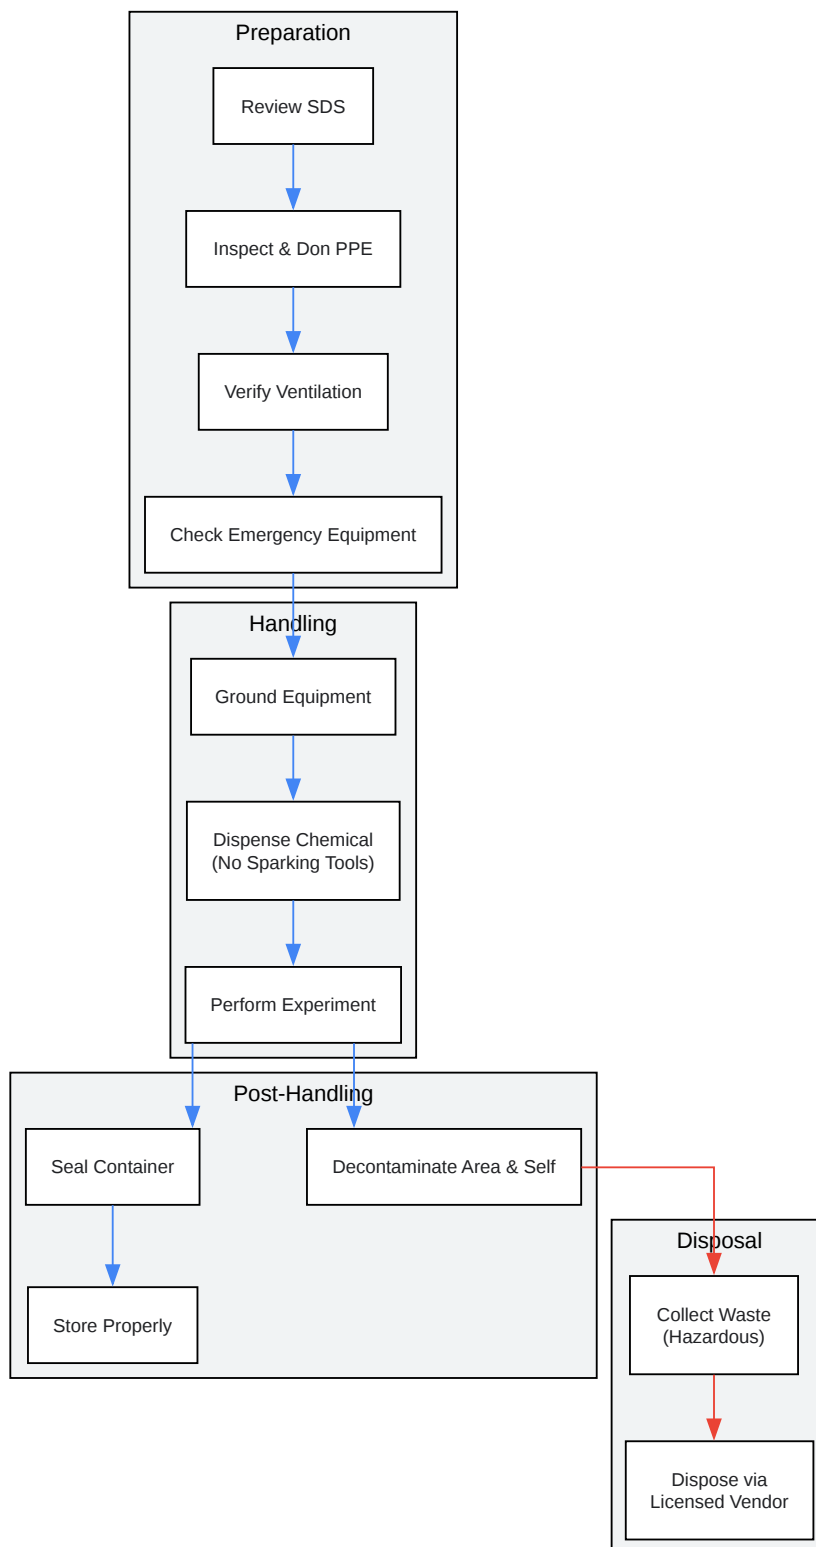 Preparation
Review SDS
Inspect & Don PPE
Verify Ventilation
Check Emergency Equipment
Handling
Ground Equipment
Dispense Chemical
(No Sparking Tools)
Perform Experiment
Post-Handling
Seal Container
Decontaminate Area & Self
Store Properly
Disposal
Collect Waste
(Hazardous)
Dispose via
Licensed Vendor